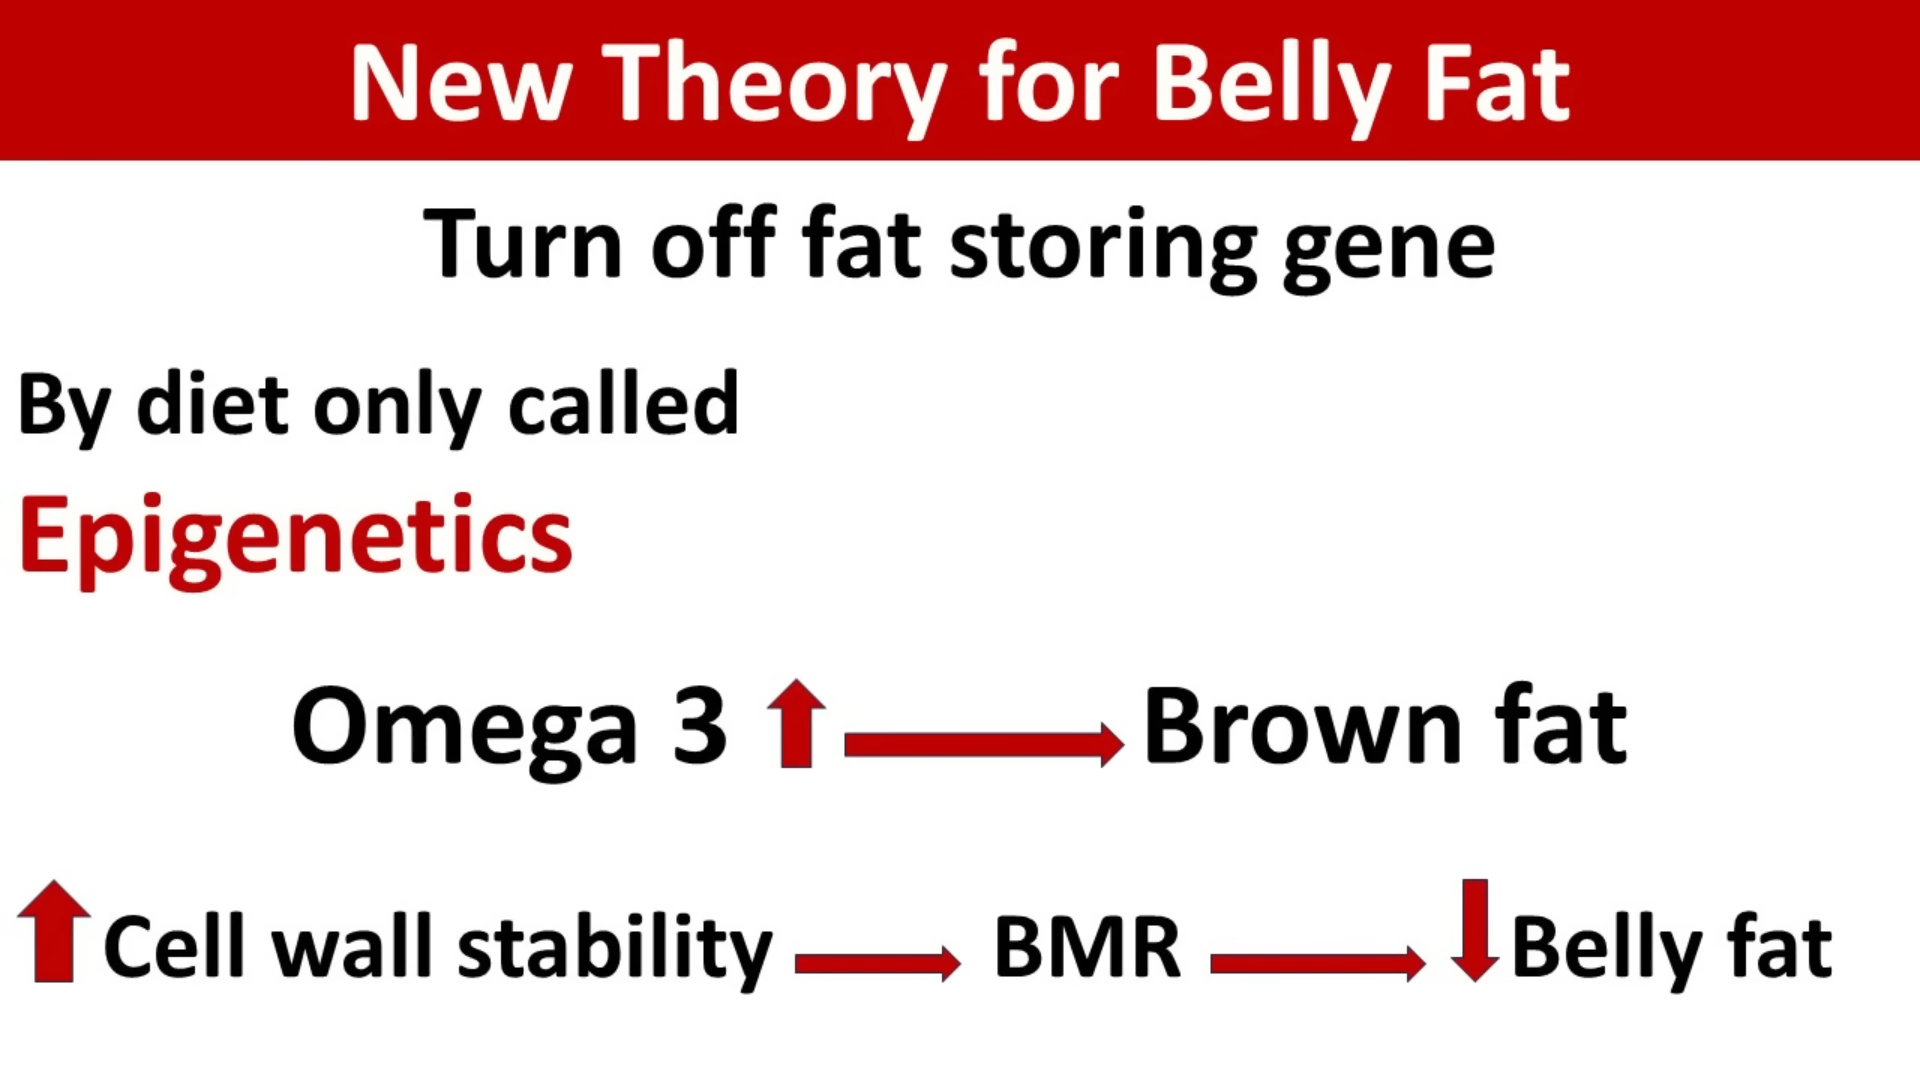 New Theory for Belly Fat
Turn off fat storing gene
By diet only called
Epigenetics
Omega 3 Brown fat
Cell wall stability BMR Belly fat